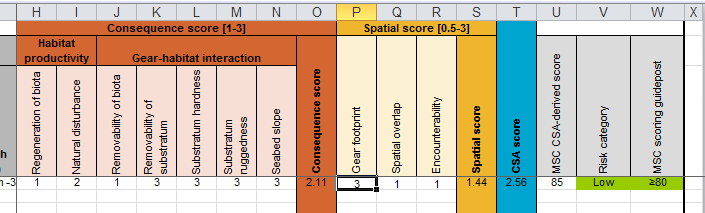 H I J K L M N O P Q R S T U V W X
Consequence score [1-3] Spatial score [0.5-3]
Habitat
productivity
Gear-habitat interaction
Regeneration of biota
Natural disturbance
Removability of biota
Removability of
substratum
Substratum hardness
Substratum
ruggedness
Seabed slope
Consequence score
Gear footprint
Spatial overlap
Encounterability
Spatial score
CSA score
MSC CSA-derived score
Risk category
MSC scoring guidepost
h
-3 1 2 1 3 3 3 3 2.11 3 1 1 1.44 2.56 85 Low ≥80